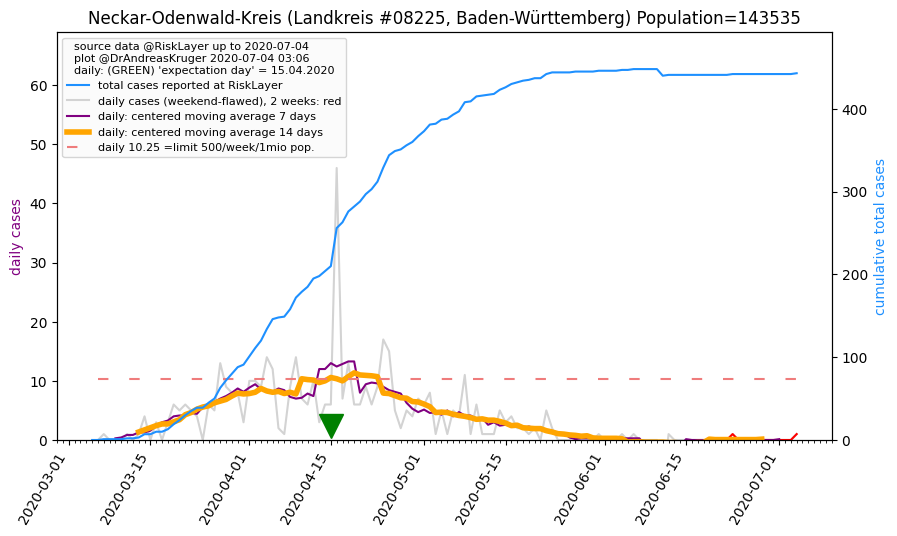 Neckar-Odenwald-Kreis (Landkreis #08225, Baden-Württemberg) Population=143535
source data @RiskLayer up to 2020-07-04
plot @DrAndreasKruger 2020-07-04 03:06
daily: (GREEN) 'expectation day' = 15.04.2020
total cases reported at RiskLayer
daily cases (weekend-flawed), 2 weeks: red
daily: centered moving average 7 days
daily: centered moving average 14 days
daily 10.25 =limit 500/week/1mio pop.
daily cases
60
50
40
30
20
10
0
400
300
200
100
0
cumulative total cases
2020-03-01
2020-03-15
2020-04-01
2020-04-15
2020-05-01
2020-05-15
2020-06-01
2020-06-15
2020-07-01